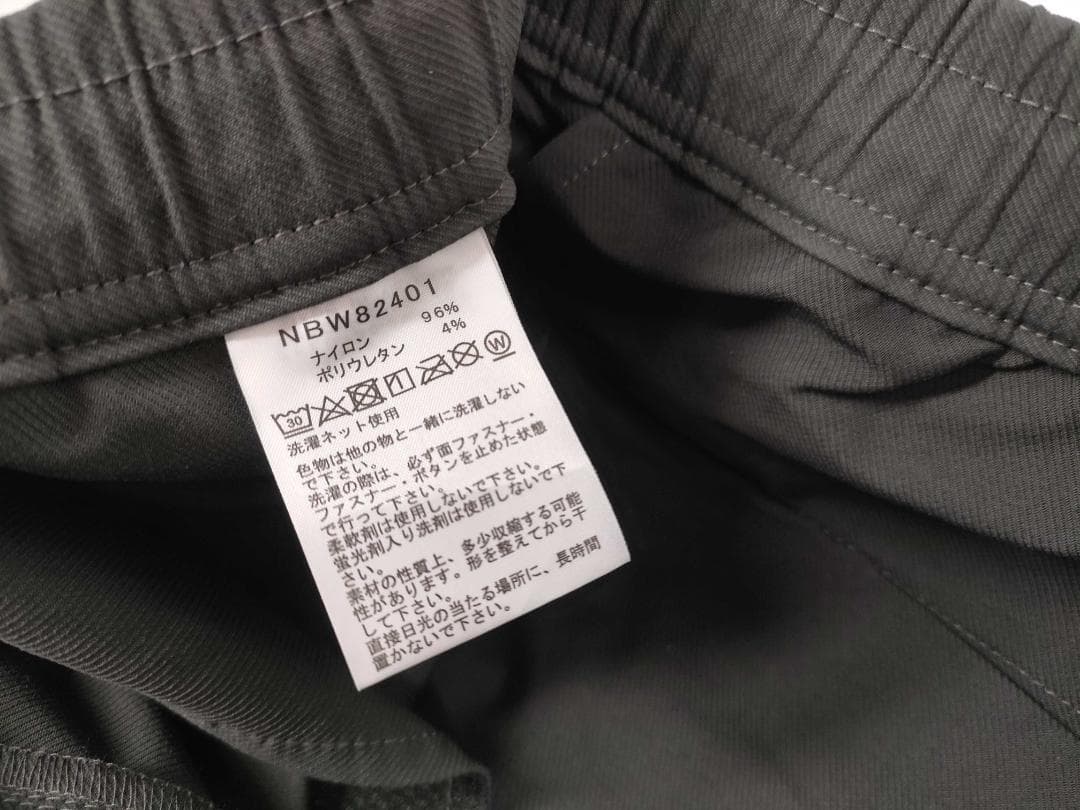 NBW82401
ナイロン 96%
ポリウレタン 4%
30 W
洗濯ネット使用
色物は他の物と一緒に洗濯しない
で下さい。
洗濯の際は、必ず面ファスナー・
ファスナー・ボタンを止めた状態
で行って下さい。
柔軟剤は使用しないで下さい。
蛍光剤入り洗剤は使用しないで下
さい。
素材の性質上、多少収縮する可能
性があります。形を整えてから干
して下さい。
直接日光の当たる場所に、長時間
置かないで下さい。